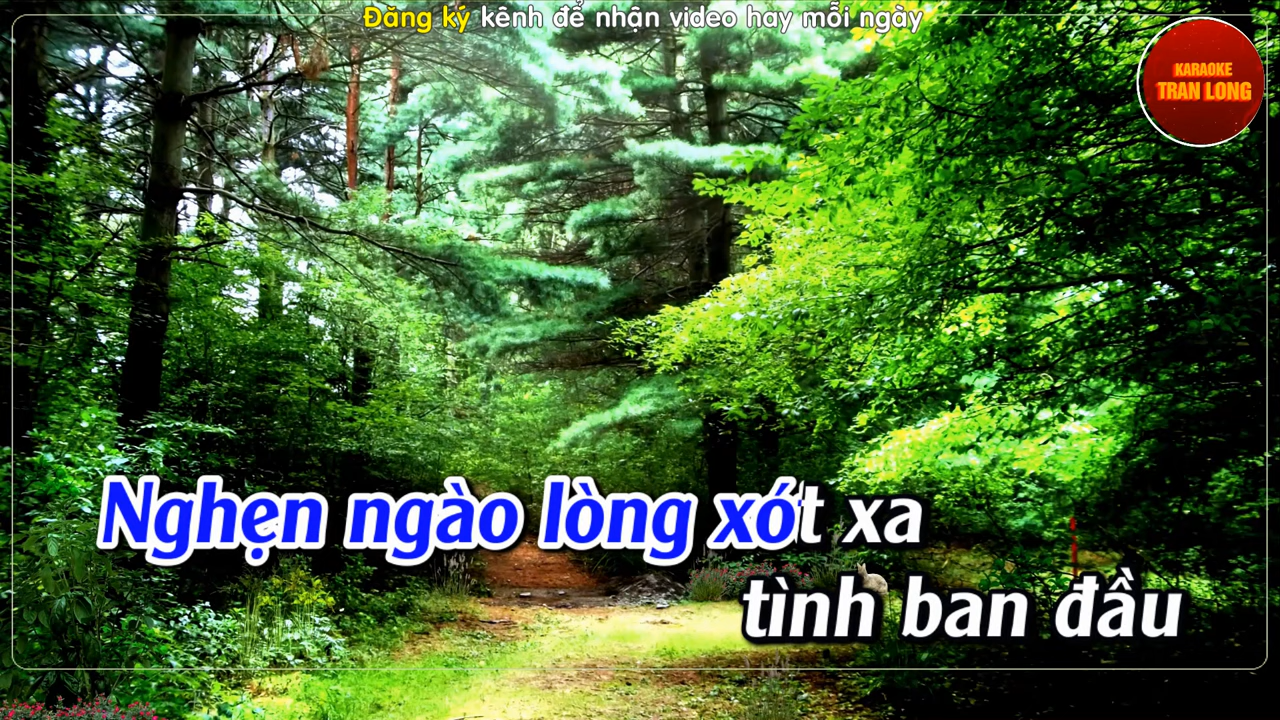 Đăng ký kênh để nhận video hay mỗi ngày
KARAOKE
TRAN LONG
Nghẹn ngào lòng xót xa
tình ban đầu